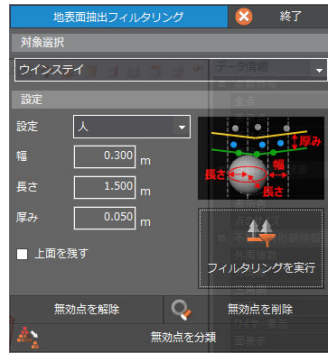 地表面抽出フィルタリング
終了
対象選択
ウインステイ
設定
設定 人
幅 0.300 m
長さ 1.500 m
厚み 0.050 m
上面を残す
厚み
幅
長さ
長さ
フィルタリングを実行
無効点を解除
無効点を削除
無効点を分類